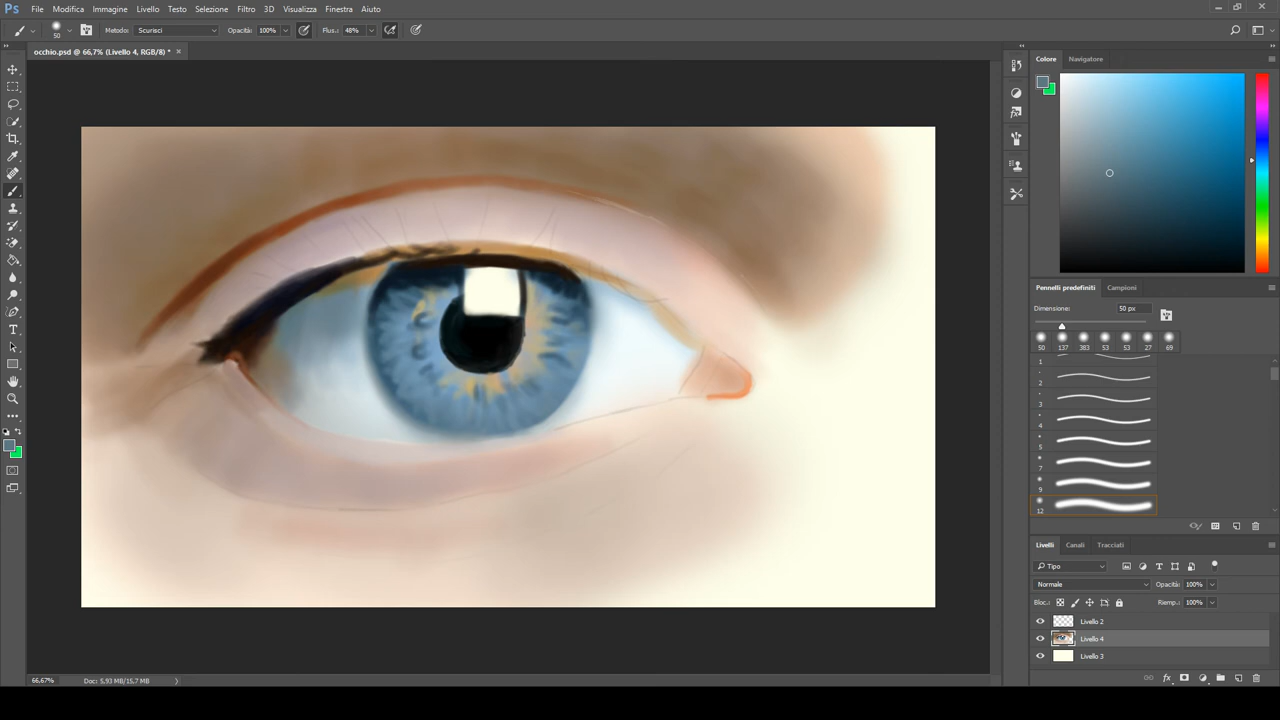 Ps File Modifica Immagine Livello Testo Selezione Filtro 3D Visualizza Finestra Aiuto
50 Metodo: Scurisci Opacità: 100% Flus.: 48%
occhio.psd @ 66,7% (Livello 4, RGB/8) * ×
Colore Navigatore
Pennelli predefiniti Campioni
Dimensione: 50 px
50 137 383 53 53 27 69
1
2
3
4
5
7
9
12
Livelli Canali Tracciati
Tipo
Normale Opacità: 100%
Bloc.: Riemp.: 100%
Livello 2
Livello 4
Livello 3
66,67% Doc: 5,93 MB/15,7 MB